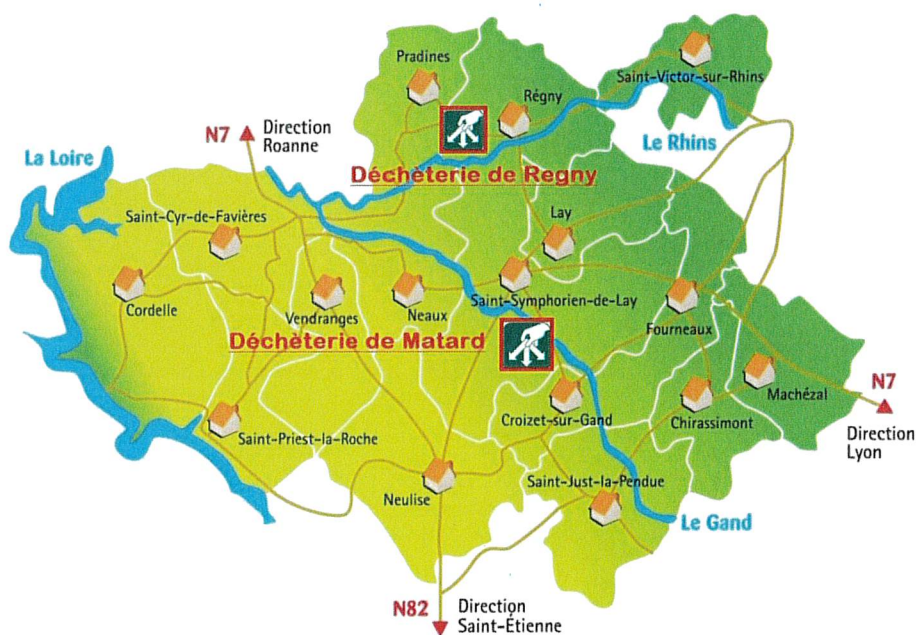 Pradines
Saint-Victor-sur-Rhins
Régny
N7
Direction
Roanne
Le Rhins
La Loire
Déchèterie de Regny
Saint-Cyr-de-Favières
Lay
Cordelle
Vendranges
Neaux
Saint-Symphorien-de-Lay
Fourneaux
Déchèterie de Matard
N7
Direction
Lyon
Machézal
Croizet-sur-Gand
Chirassimont
Saint-Priest-la-Roche
Neulise
Saint-Just-la-Pendue
Le Gand
N82
Direction
Saint-Étienne